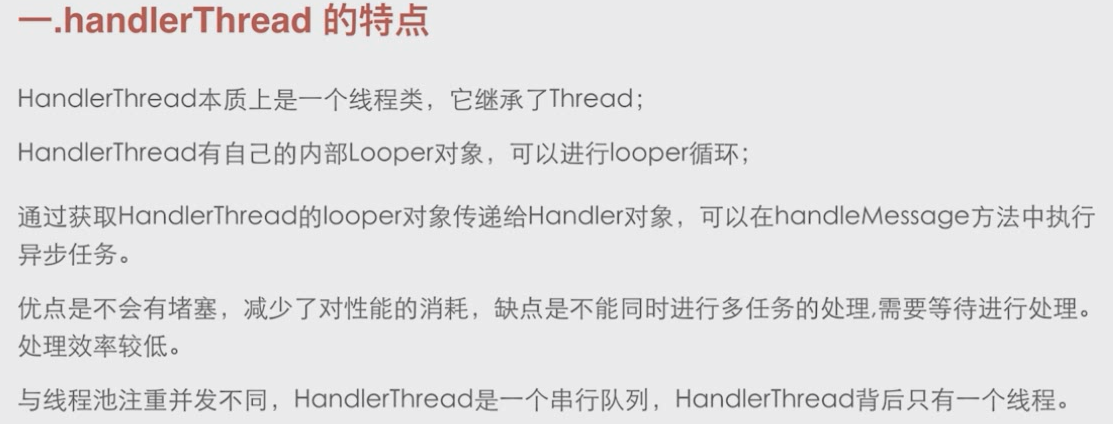 一.handlerThread 的特点
HandlerThread本质上是一个线程类，它继承了Thread；
HandlerThread有自己的内部Looper对象，可以进行looper循环；
通过获取HandlerThread的looper对象传递给Handler对象，可以在handleMessage方法中执行
异步任务。
优点是不会有堵塞，减少了对性能的消耗，缺点是不能同时进行多任务的处理,需要等待进行处理。
处理效率较低。
与线程池注重并发不同，HandlerThread是一个串行队列，HandlerThread背后只有一个线程。